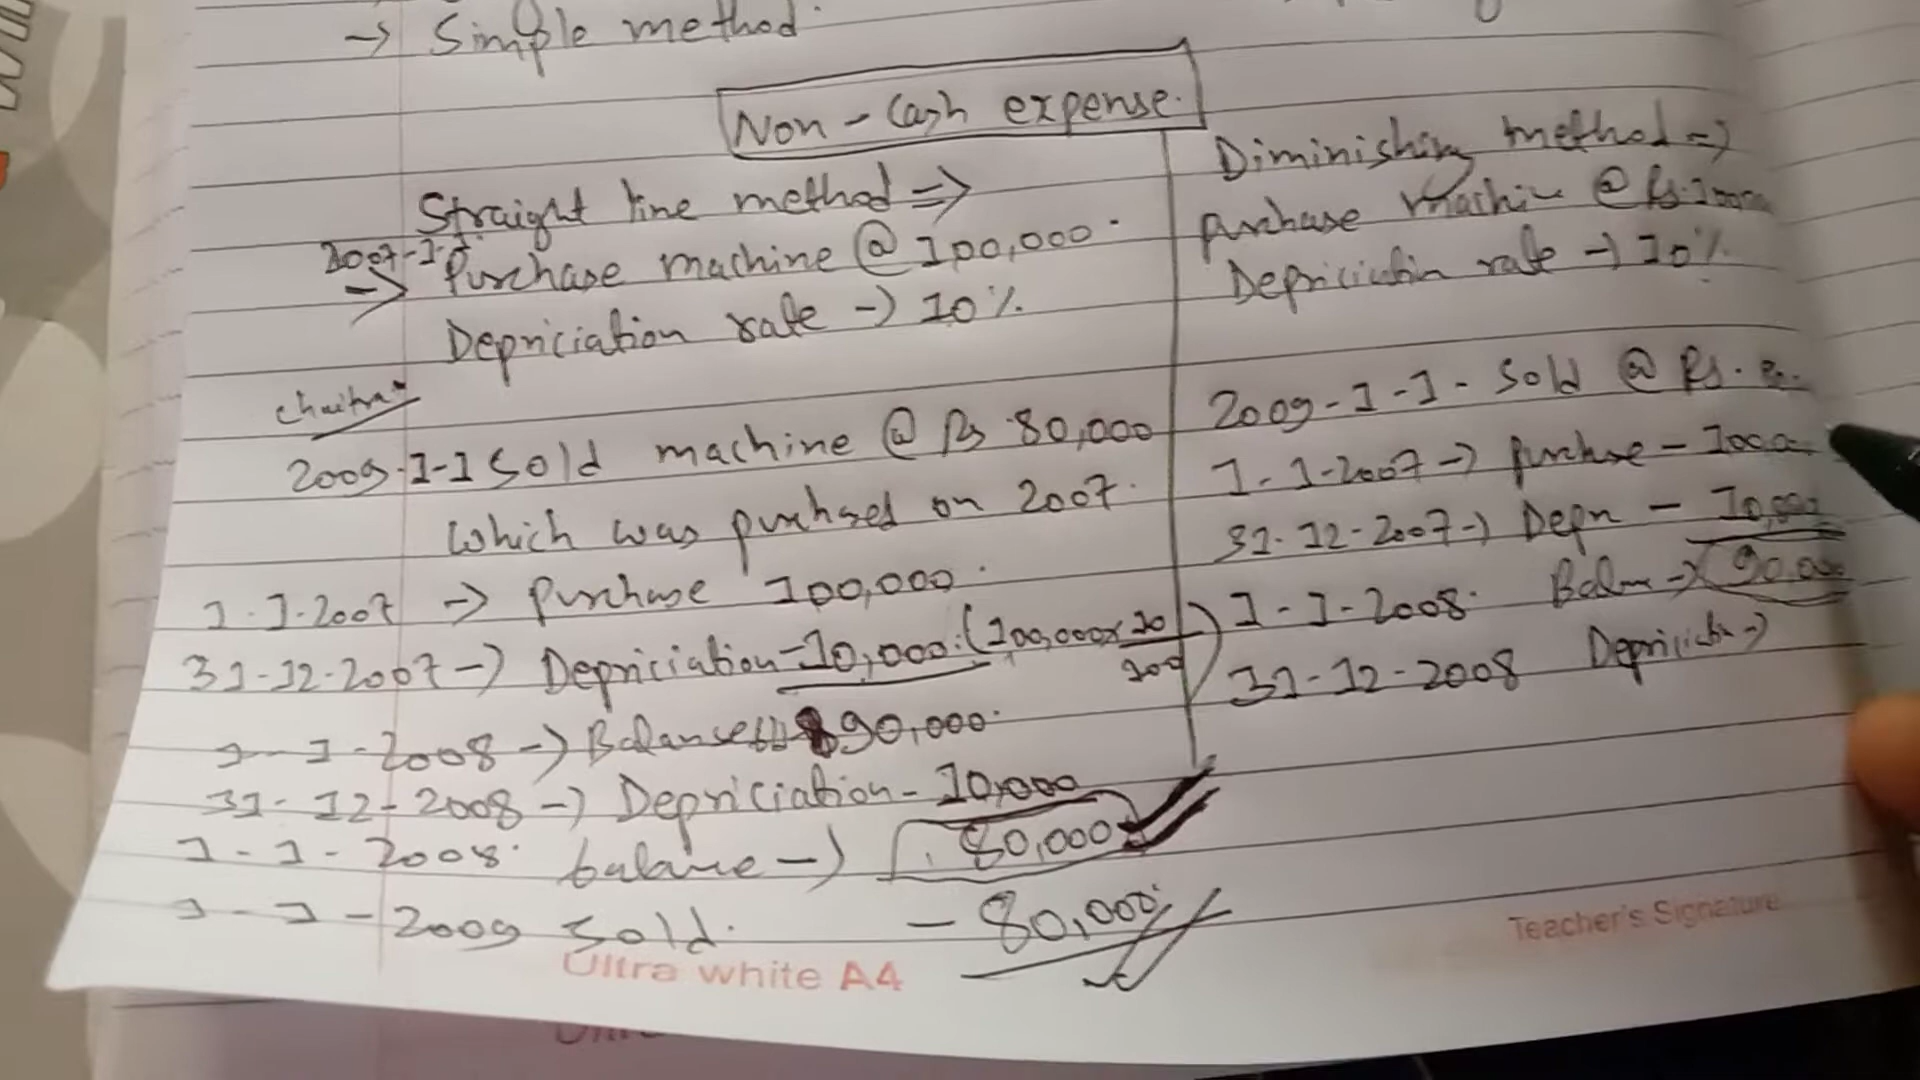 → Simple method.
Non - Cash expense.
Straight line method ⇒
2007-1-1
→ Purchase machine @ 100,000.
Depriciation rate → 10%.
Chaitra
2009-1-1 Sold machine @ Rs 80,000
Which was purchased on 2007.
1.1.2007 → Purchase 100,000.
31-12-2007 → Depriciation - 10,000. (100,000 x 10/100)
1-1-2008 → Balance 90,000.
31-12-2008 → Depriciation - 10,000
1-1-2008. balance → 80,000
1-1-2009 sold. - 80,000
Diminishing method ⇒
Purchase Machine @ Rs.
Depriciation rate → 10%.
2009-1-1 - Sold @ Rs.
1-1-2007 → Purchase -
31-12-2007 → Depn - 10,000
1-1-2008. Balance → 90,000
31-12-2008 Depriciation →
Ultra white A4
Teacher's Signature